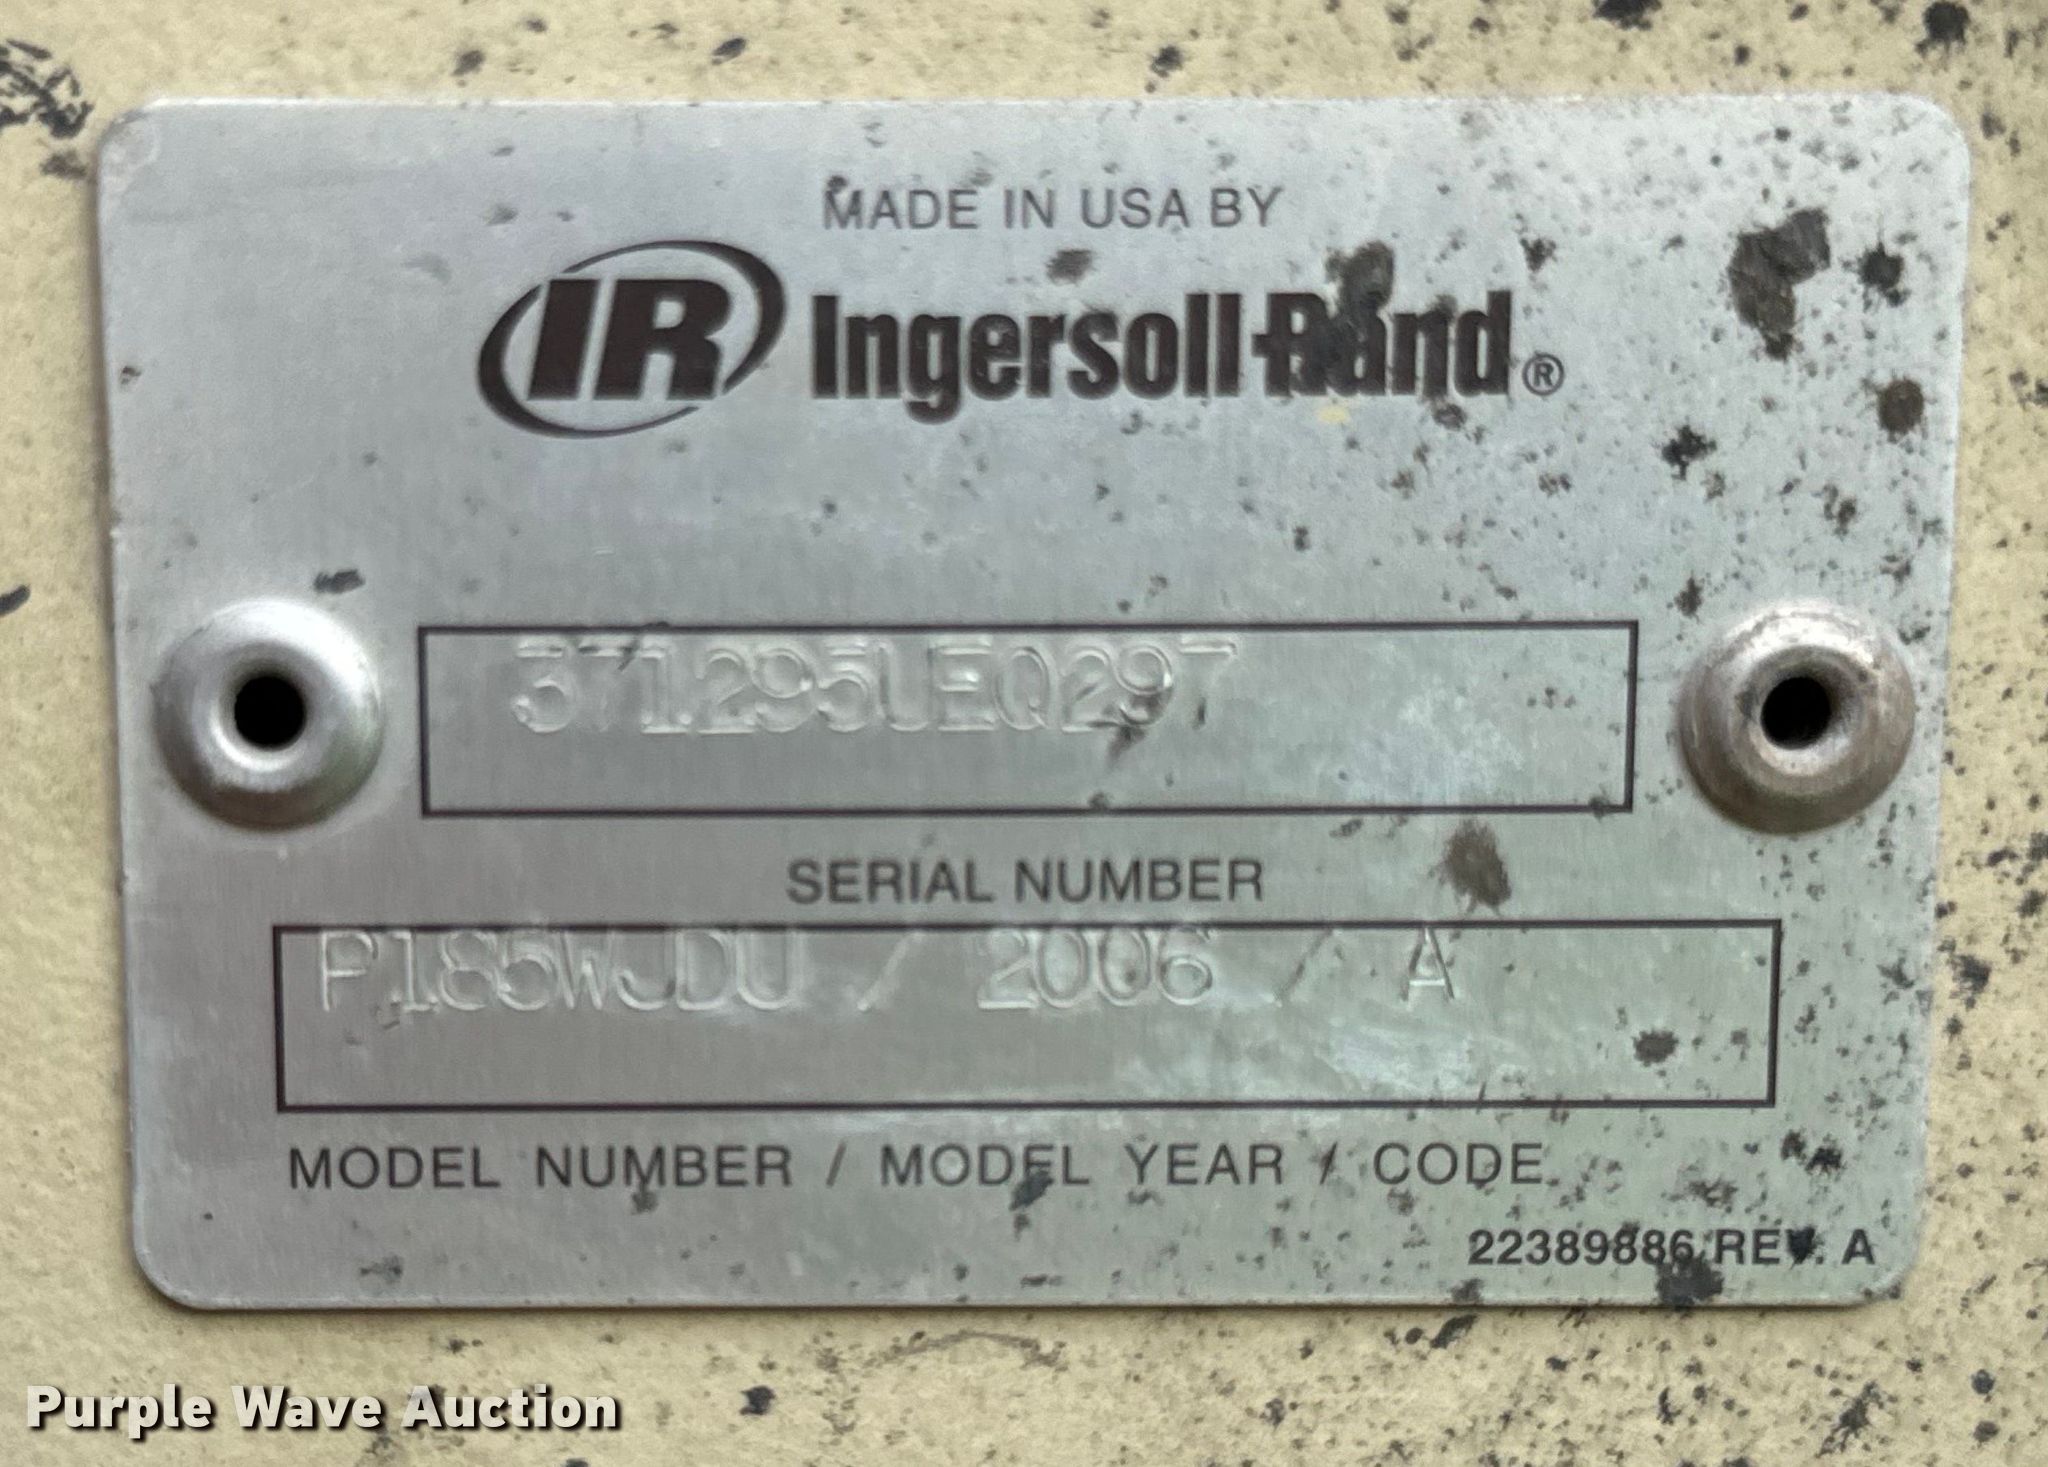 MADE IN USA BY
IR Ingersoll-Rand®
371295UEQ297
SERIAL NUMBER
P185WJDU / 2006 / A
MODEL NUMBER / MODEL YEAR / CODE
22389886 REV. A
Purple Wave Auction